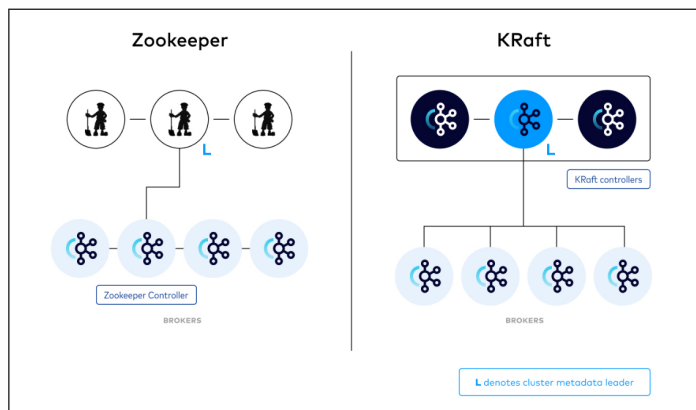 Zookeeper
KRaft
L
L
KRaft controllers
Zookeeper Controller
BROKERS
BROKERS
L denotes cluster metadata leader